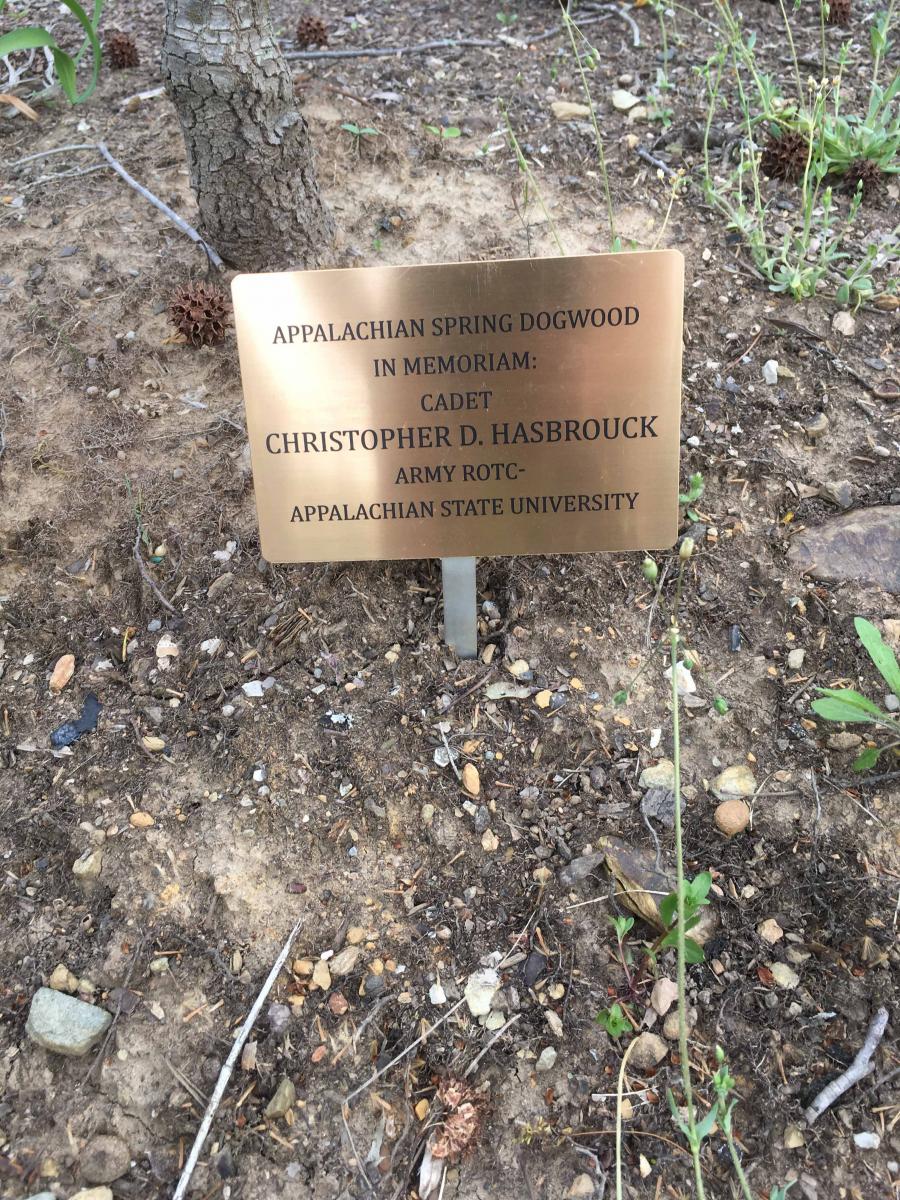 APPALACHIAN SPRING DOGWOOD
IN MEMORIAM:
CADET
CHRISTOPHER D. HASBROUCK
ARMY ROTC-
APPALACHIAN STATE UNIVERSITY